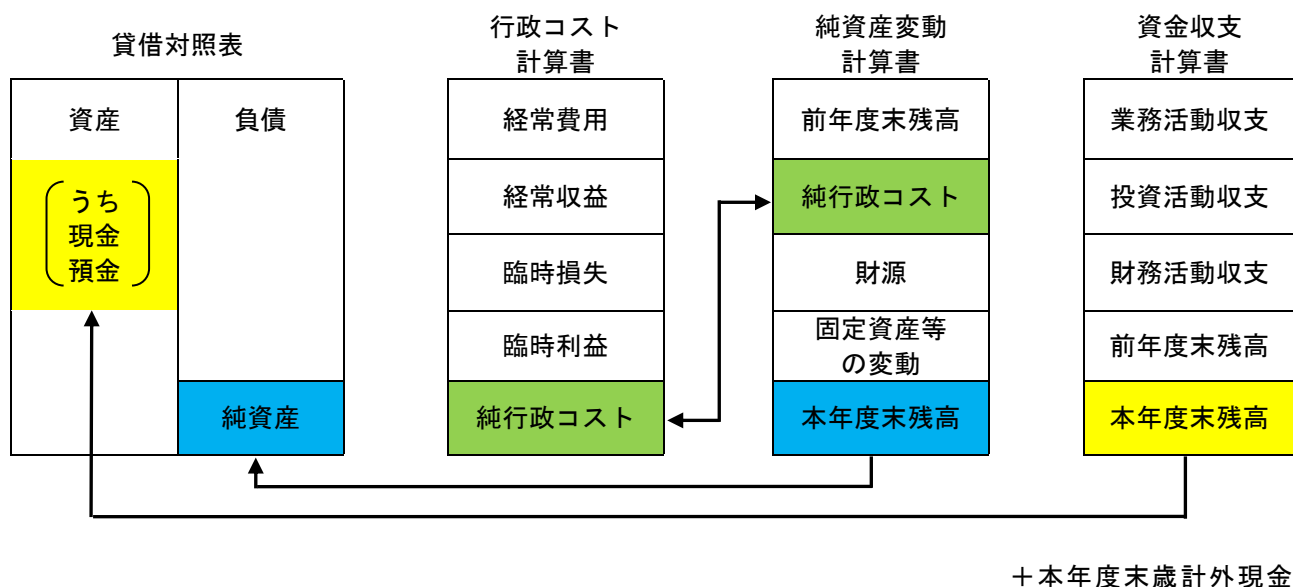 貸借対照表
資産
負債
うち
現金
預金
純資産
行政コスト
計算書
経常費用
経常収益
臨時損失
臨時利益
純行政コスト
純資産変動
計算書
前年度末残高
純行政コスト
財源
固定資産等
の変動
本年度末残高
資金収支
計算書
業務活動収支
投資活動収支
財務活動収支
前年度末残高
本年度末残高
＋本年度末歳計外現金